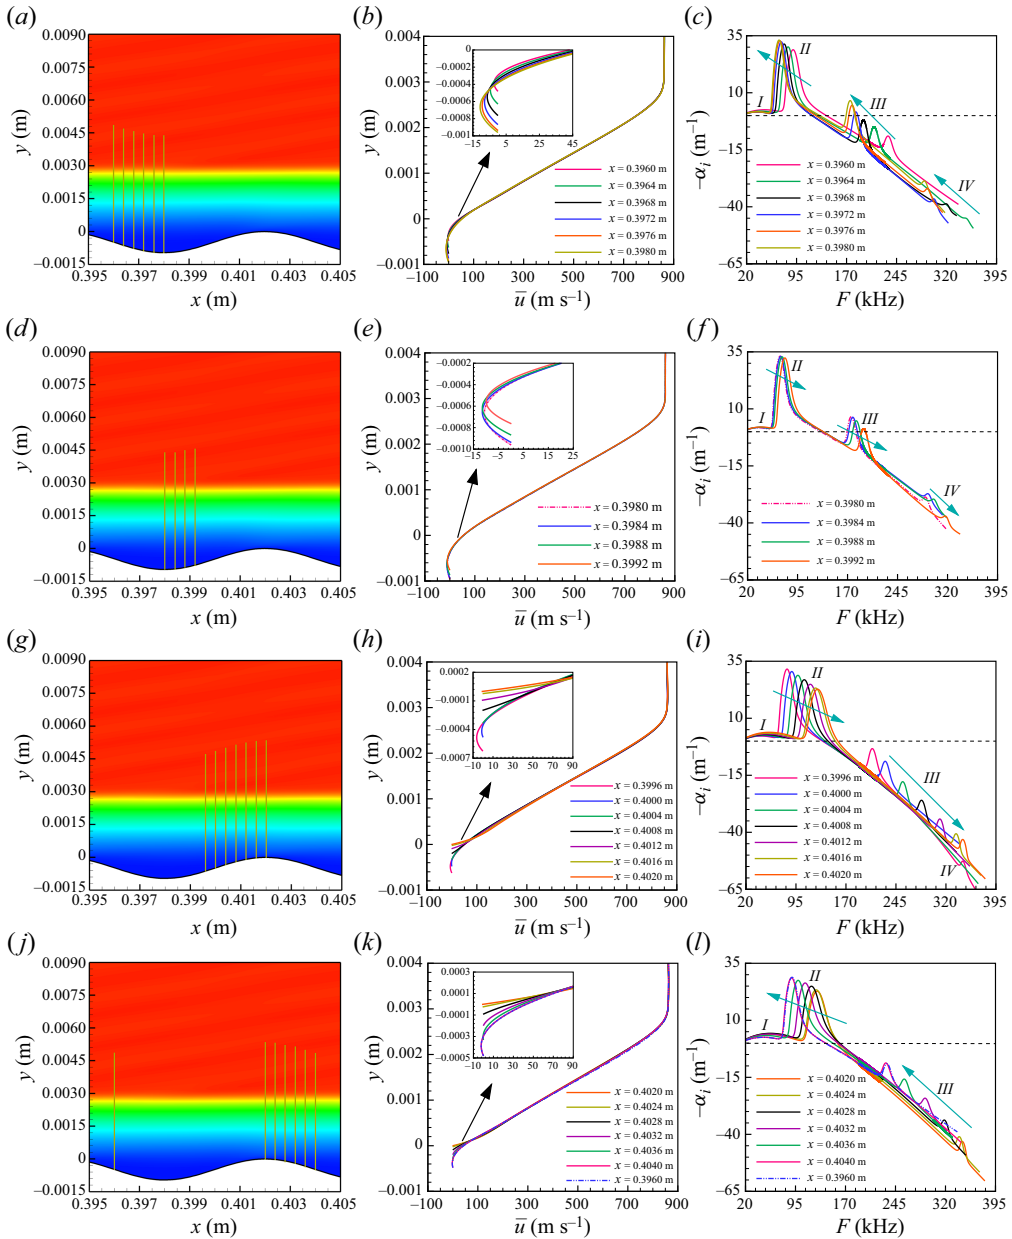 (a)
0.0090
0.0075
0.0060
0.0045
0.0030
0.0015
0
–0.0015
0.395
0.397
0.399
0.401
0.403
0.405
y (m)
x (m)
(b)
0.004
0.003
0.002
0.001
0
–0.001
–100
100
300
500
700
900
0
–0.0002
–0.0004
–0.0006
–0.0008
–0.001
–15
5
25
45
x = 0.3960 m
x = 0.3964 m
x = 0.3968 m
x = 0.3972 m
x = 0.3976 m
x = 0.3980 m
y (m)
u̅ (m s⁻¹)
(c)
35
10
–15
–40
–65
20
95
170
245
320
395
I
II
III
IV
x = 0.3960 m
x = 0.3964 m
x = 0.3968 m
x = 0.3972 m
x = 0.3976 m
x = 0.3980 m
–αᵢ (m⁻¹)
F (kHz)
(d)
0.0090
0.0075
0.0060
0.0045
0.0030
0.0015
0
–0.0015
0.395
0.397
0.399
0.401
0.403
0.405
y (m)
x (m)
(e)
0.004
0.003
0.002
0.001
0
–0.001
–100
100
300
500
700
900
–0.0002
–0.0004
–0.0006
–0.0008
–0.0010
–15
–5
5
15
25
x = 0.3980 m
x = 0.3984 m
x = 0.3988 m
x = 0.3992 m
y (m)
u̅ (m s⁻¹)
(f)
35
10
–15
–40
–65
20
95
170
245
320
395
I
II
III
IV
x = 0.3980 m
x = 0.3984 m
x = 0.3988 m
x = 0.3992 m
–αᵢ (m⁻¹)
F (kHz)
(g)
0.0090
0.0075
0.0060
0.0045
0.0030
0.0015
0
–0.0015
0.395
0.397
0.399
0.401
0.403
0.405
y (m)
x (m)
(h)
0.004
0.003
0.002
0.001
0
–0.001
–100
100
300
500
700
900
0.0002
–0.0001
–0.0004
–0.0007
–10
10
30
50
70
90
x = 0.3996 m
x = 0.4000 m
x = 0.4004 m
x = 0.4008 m
x = 0.4012 m
x = 0.4016 m
x = 0.4020 m
y (m)
u̅ (m s⁻¹)
(i)
35
10
–15
–40
–65
20
95
170
245
320
395
I
II
III
IV
x = 0.3996 m
x = 0.4000 m
x = 0.4004 m
x = 0.4008 m
x = 0.4012 m
x = 0.4016 m
x = 0.4020 m
–αᵢ (m⁻¹)
F (kHz)
(j)
0.0090
0.0075
0.0060
0.0045
0.0030
0.0015
0
–0.0015
0.395
0.397
0.399
0.401
0.403
0.405
y (m)
x (m)
(k)
0.004
0.003
0.002
0.001
0
–0.001
–100
100
300
500
700
900
0.0003
0.0001
–0.0001
–0.0003
–0.0005
–10
10
30
50
70
90
x = 0.4020 m
x = 0.4024 m
x = 0.4028 m
x = 0.4032 m
x = 0.4036 m
x = 0.4040 m
x = 0.3960 m
y (m)
u̅ (m s⁻¹)
(l)
35
10
–15
–40
–65
20
95
170
245
320
395
I
II
III
x = 0.4020 m
x = 0.4024 m
x = 0.4028 m
x = 0.4032 m
x = 0.4036 m
x = 0.4040 m
x = 0.3960 m
–αᵢ (m⁻¹)
F (kHz)